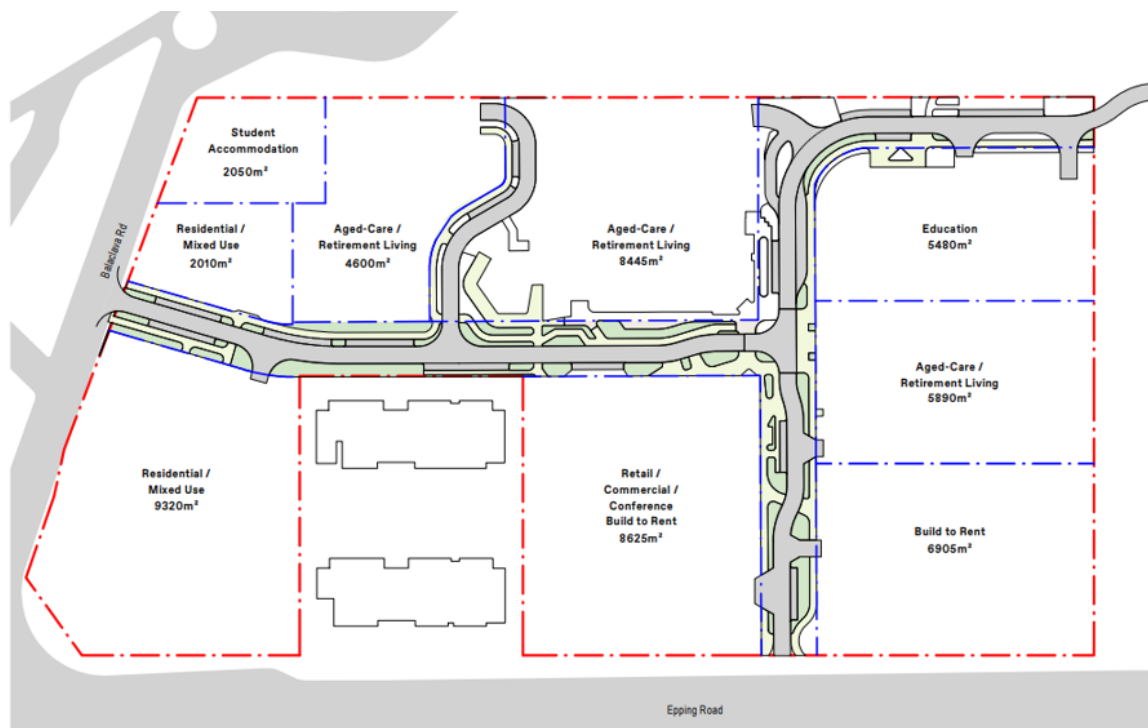 Student
Accommodation
2050m²
Residential /
Mixed Use
2010m²
Aged-Care /
Retirement Living
4600m²
Aged-Care /
Retirement Living
8445m²
Education
5480m²
Balaclava Rd
Aged-Care /
Retirement Living
5890m²
Residential /
Mixed Use
9320m²
Retail /
Commercial /
Conference
Build to Rent
8625m²
Build to Rent
6905m²
Epping Road